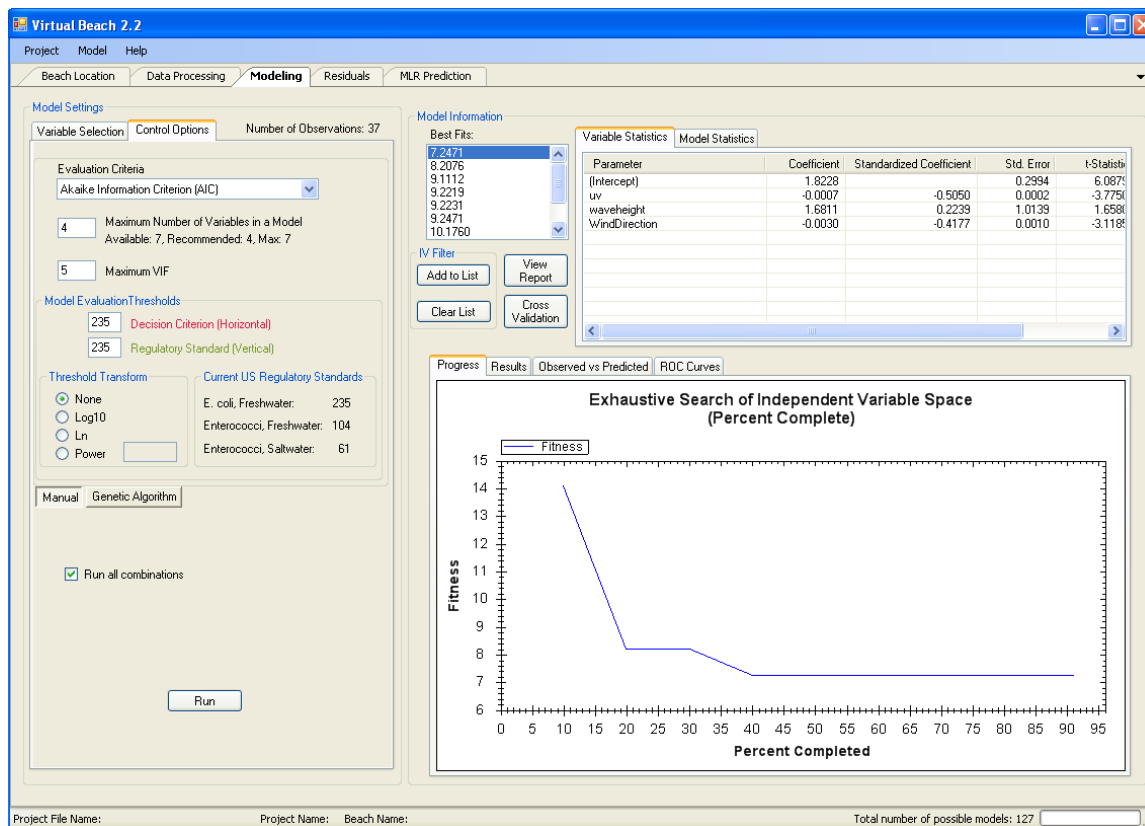 Virtual Beach 2.2
Project Model Help
Beach Location Data Processing Modeling Residuals MLR Prediction
Model Settings
Variable Selection Control Options Number of Observations: 37
Evaluation Criteria
Akaike Information Criterion (AIC)
4 Maximum Number of Variables in a Model
Available: 7, Recommended: 4, Max: 7
5 Maximum VIF
Model EvaluationThresholds
235 Decision Criterion (Horizontal)
235 Regulatory Standard (Vertical)
Threshold Transform
None
Log10
Ln
Power
Current US Regulatory Standards
E. coli, Freshwater: 235
Enterococci, Freshwater: 104
Enterococci, Saltwater: 61
Manual Genetic Algorithm
Run all combinations
Run
Model Information
Best Fits:
7.2471
8.2076
9.1112
9.2219
9.2231
9.2471
10.1760
IV Filter
Add to List
Clear List
View Report
Cross Validation
Variable Statistics Model Statistics
Parameter Coefficient Standardized Coefficient Std. Error t-Statisti
(Intercept) 1.8228 0.2994 6.0879
uv -0.0007 -0.5050 0.0002 -3.7750
waveheight 1.6811 0.2239 1.0139 1.6580
WindDirection -0.0030 -0.4177 0.0010 -3.1185
Progress Results Observed vs Predicted ROC Curves
Exhaustive Search of Independent Variable Space
(Percent Complete)
Fitness
15
14
13
12
11
10
9
8
7
6
Fitness
0 5 10 15 20 25 30 35 40 45 50 55 60 65 70 75 80 85 90 95
Percent Completed
Project File Name: Project Name: Beach Name: Total number of possible models: 127